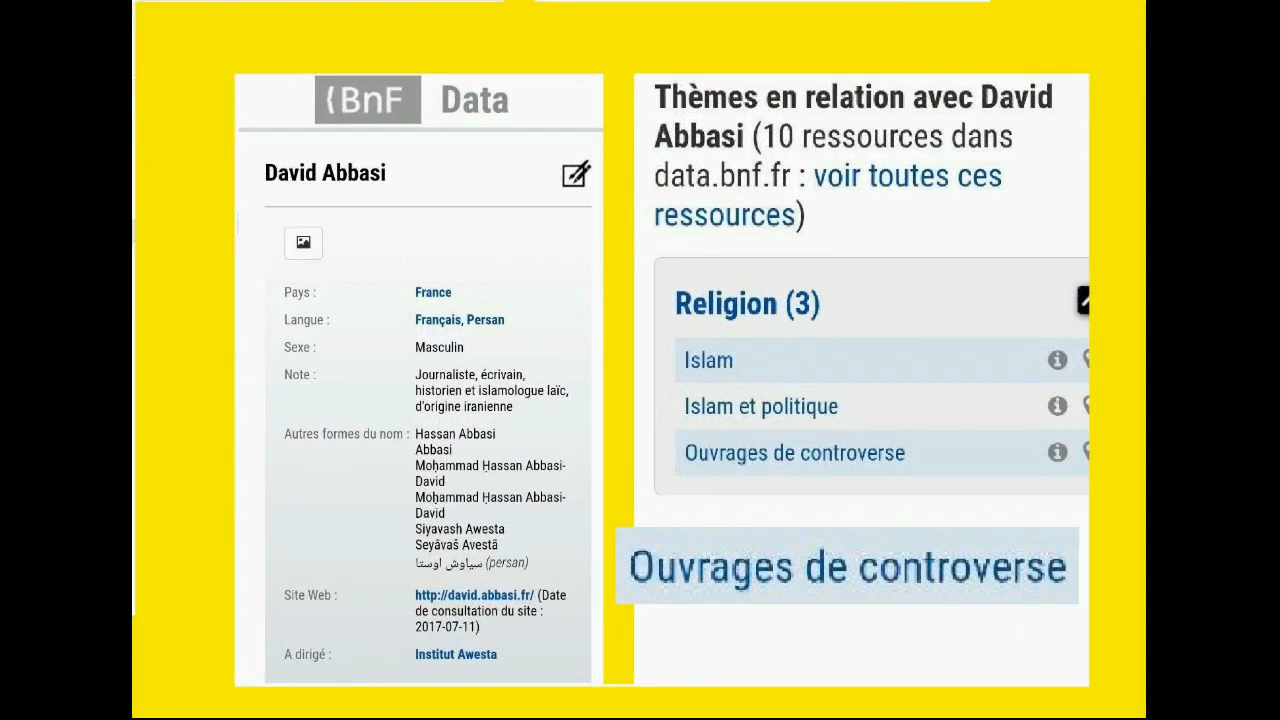 BnF Data
David Abbasi
Pays : France
Langue : Français, Persan
Sexe : Masculin
Note : Journaliste, écrivain,
historien et islamologue laïc,
d'origine iranienne
Autres formes du nom : Hassan Abbasi
Abbasi
Moḥammad Ḥassan Abbasi-
David
Moḥammad Ḥassan Abbasi-
David
Siyavash Awesta
Seyāvaš Avestā
سیاوش اوستا (persan)
Site Web : http://david.abbasi.fr/ (Date
de consultation du site :
2017-07-11)
A dirigé : Institut Awesta
Thèmes en relation avec David
Abbasi (10 ressources dans
data.bnf.fr : voir toutes ces
ressources)
Religion (3)
Islam
Islam et politique
Ouvrages de controverse
Ouvrages de controverse